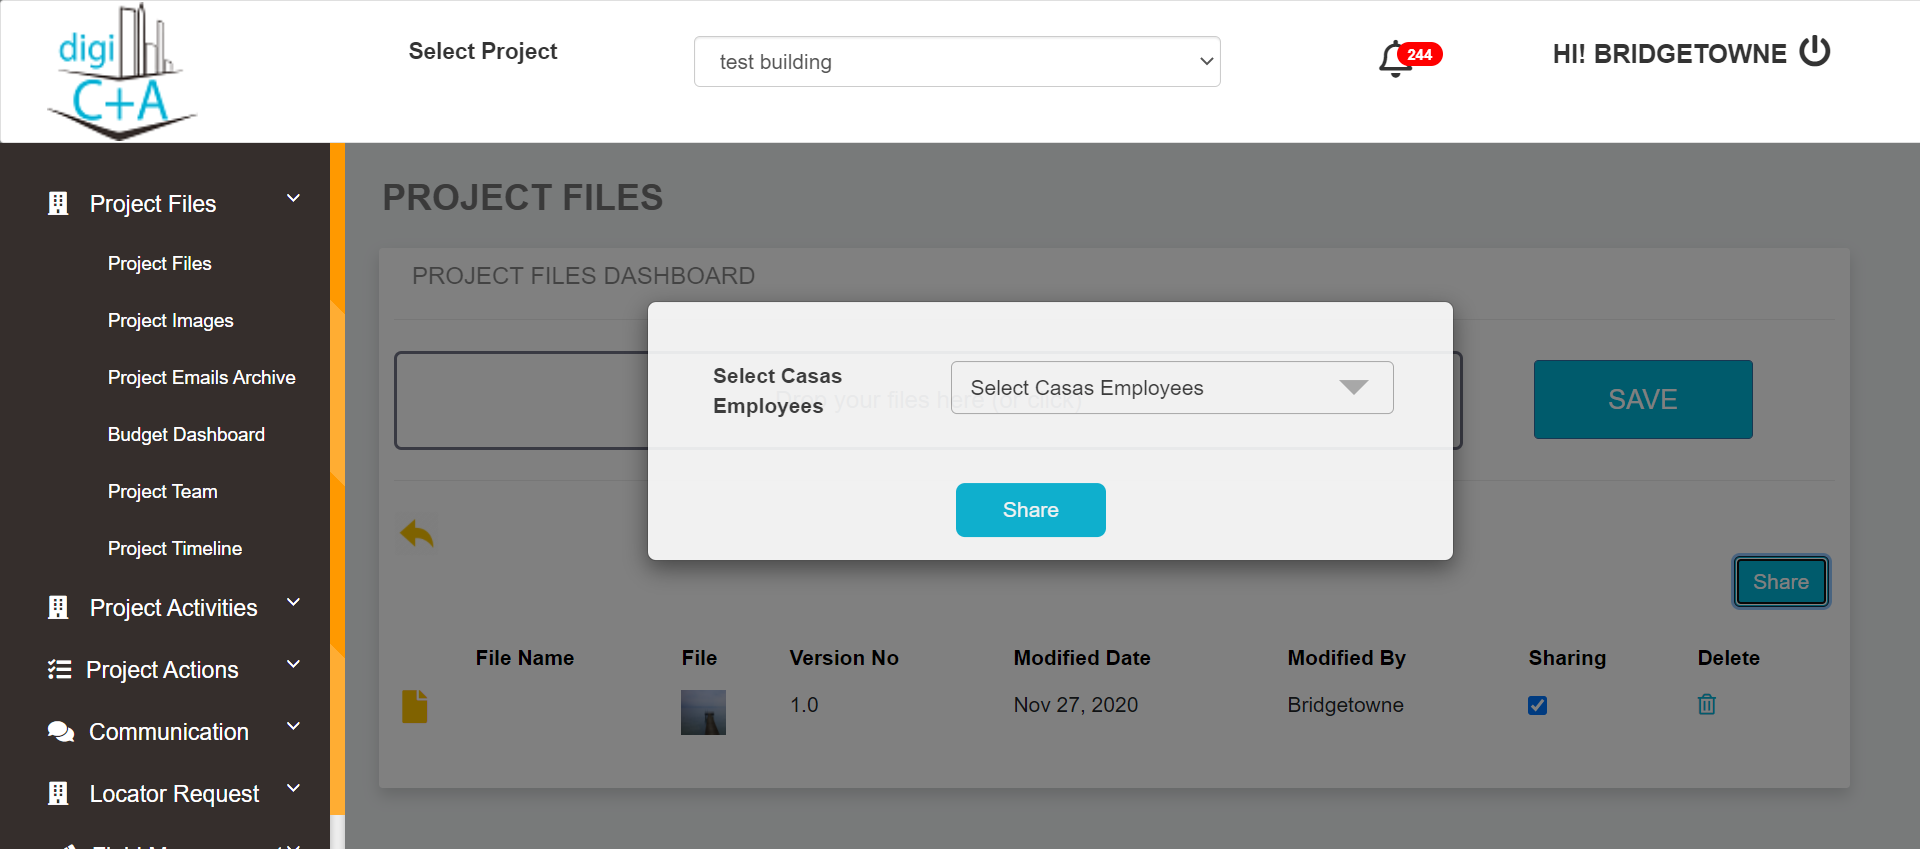 digi
C+A
Select Project
test building
244
HI! BRIDGETOWNE
Project Files
Project Files
Project Images
Project Emails Archive
Budget Dashboard
Project Team
Project Timeline
Project Activities
Project Actions
Communication
Locator Request
PROJECT FILES
PROJECT FILES DASHBOARD
Drop your files here (or click)
SAVE
Select Casas
Employees
Select Casas Employees
Share
Share
File Name File Version No Modified Date Modified By Sharing Delete
1.0 Nov 27, 2020 Bridgetowne